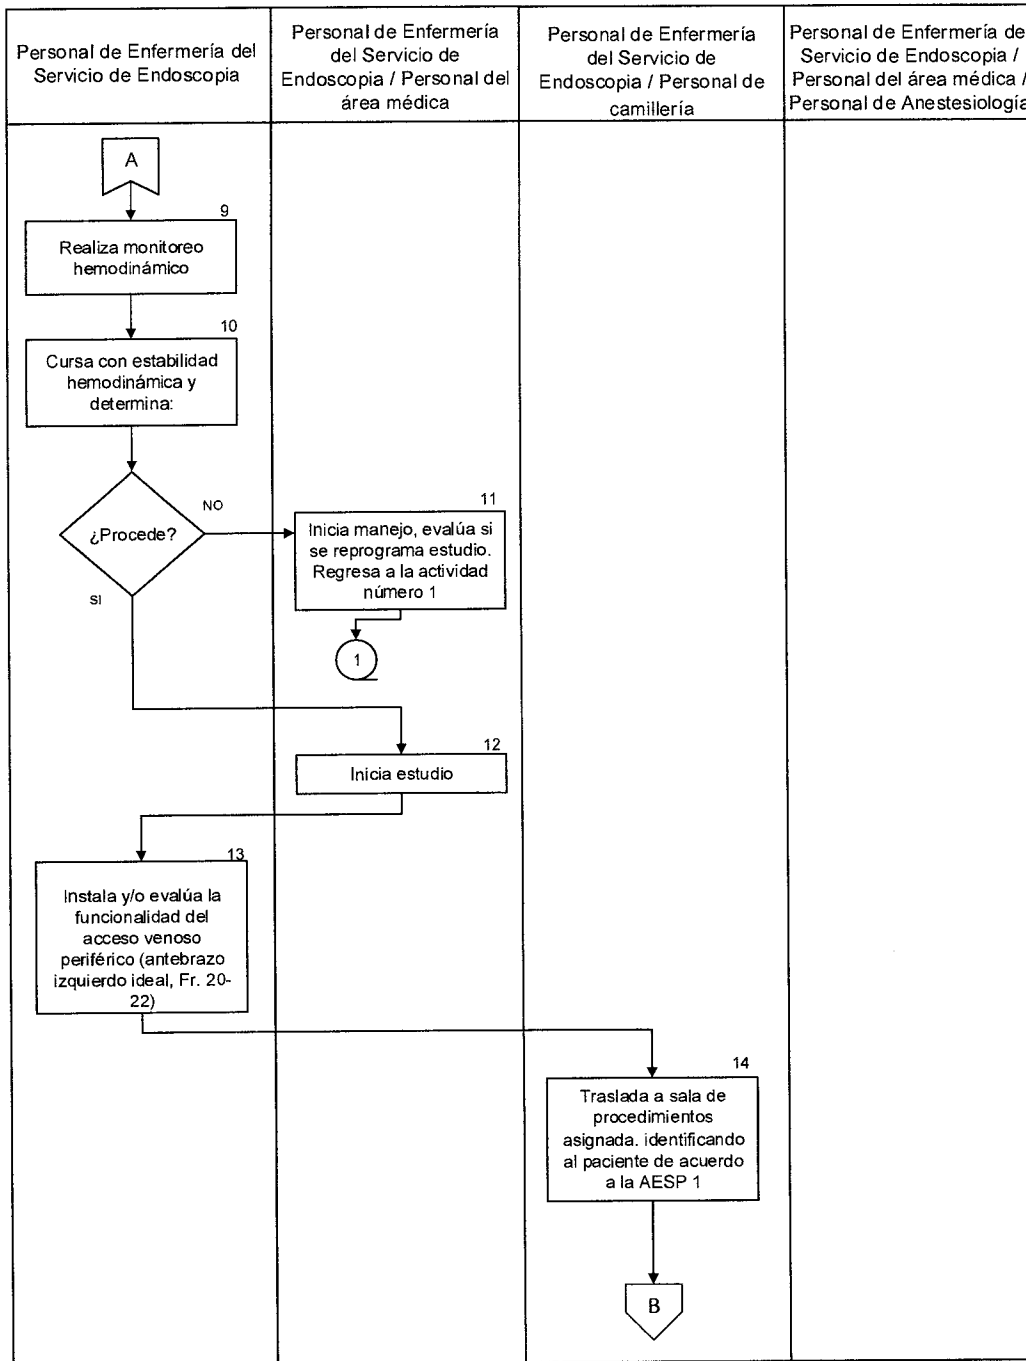 Personal de Enfermería del
Servicio de Endoscopia
Personal de Enfermería
del Servicio de
Endoscopia / Personal del
área médica
Personal de Enfermería
del Servicio de
Endoscopia / Personal de
camillería
Personal de Enfermería de
Servicio de Endoscopia /
Personal del área médica /
Personal de Anestesiología
A
9
Realiza monitoreo
hemodinámico
10
Cursa con estabilidad
hemodinámica y
determina:
¿Procede?
NO
SI
11
Inicia manejo, evalúa si
se reprograma estudio.
Regresa a la actividad
número 1
1
12
Inicia estudio
13
Instala y/o evalúa la
funcionalidad del
acceso venoso
periférico (antebrazo
izquierdo ideal, Fr. 20-
22)
14
Traslada a sala de
procedimientos
asignada. identificando
al paciente de acuerdo
a la AESP 1
B